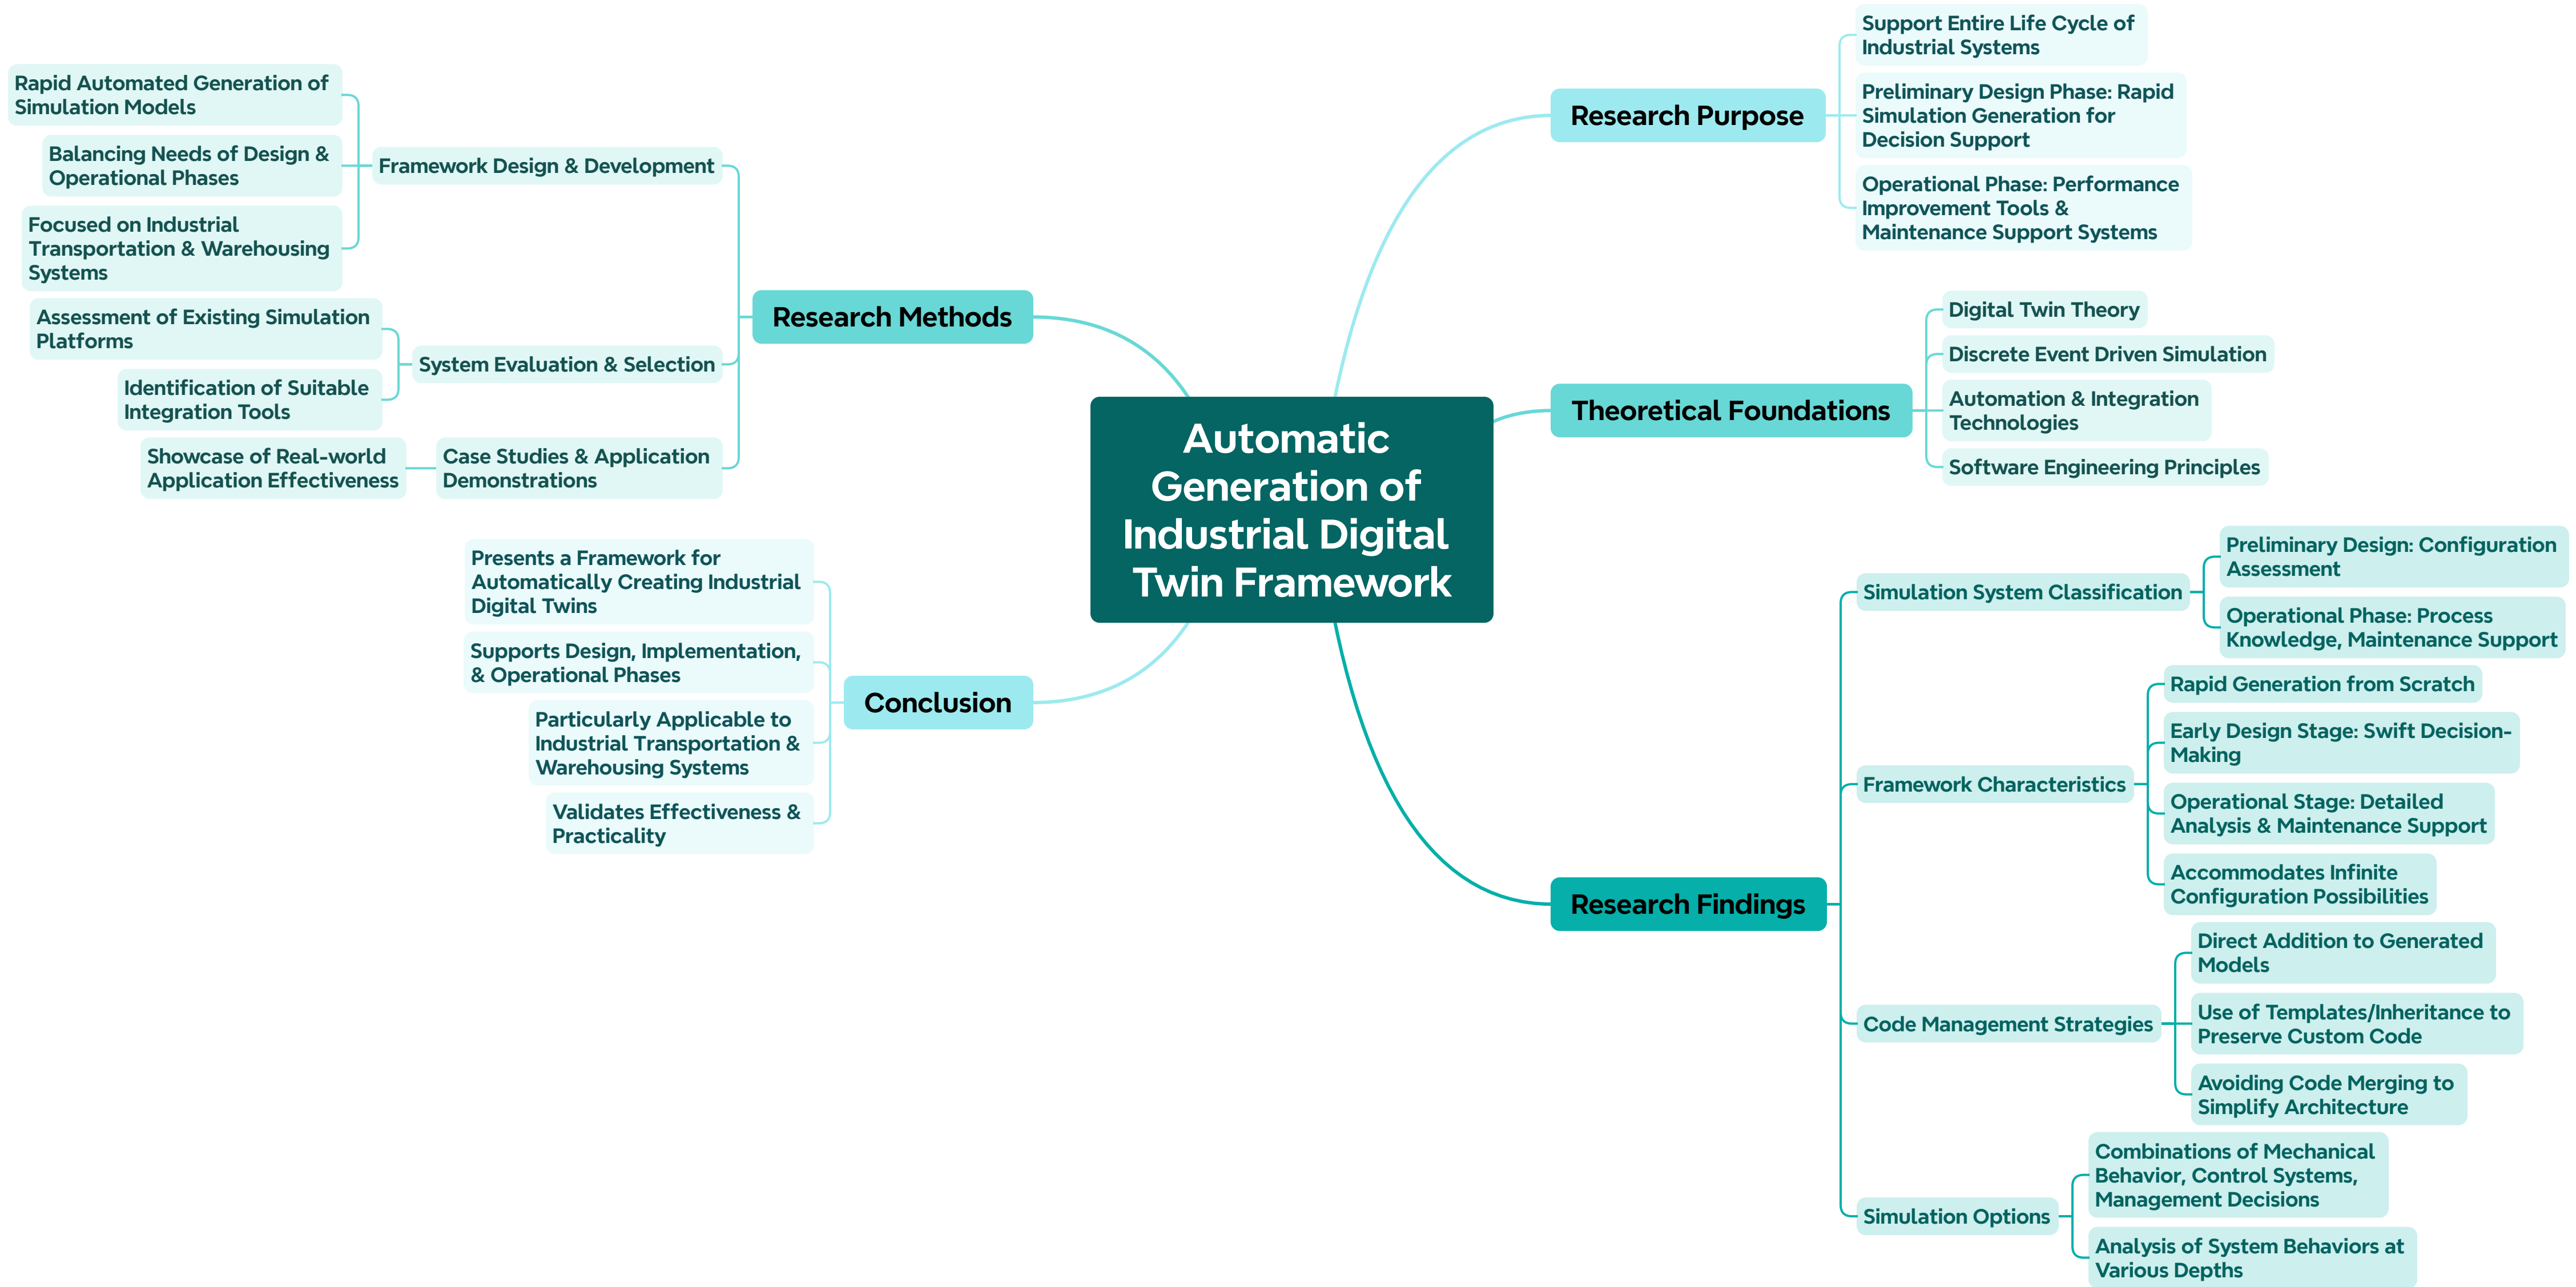 Automatic
Generation of
Industrial Digital
Twin Framework
Research Purpose
Support Entire Life Cycle of
Industrial Systems
Preliminary Design Phase: Rapid
Simulation Generation for
Decision Support
Operational Phase: Performance
Improvement Tools &
Maintenance Support Systems
Theoretical Foundations
Digital Twin Theory
Discrete Event Driven Simulation
Automation & Integration
Technologies
Software Engineering Principles
Research Findings
Simulation System Classification
Preliminary Design: Configuration
Assessment
Operational Phase: Process
Knowledge, Maintenance Support
Framework Characteristics
Rapid Generation from Scratch
Early Design Stage: Swift Decision-
Making
Operational Stage: Detailed
Analysis & Maintenance Support
Accommodates Infinite
Configuration Possibilities
Code Management Strategies
Direct Addition to Generated
Models
Use of Templates/Inheritance to
Preserve Custom Code
Avoiding Code Merging to
Simplify Architecture
Simulation Options
Combinations of Mechanical
Behavior, Control Systems,
Management Decisions
Analysis of System Behaviors at
Various Depths
Research Methods
Framework Design & Development
Rapid Automated Generation of
Simulation Models
Balancing Needs of Design &
Operational Phases
Focused on Industrial
Transportation & Warehousing
Systems
System Evaluation & Selection
Assessment of Existing Simulation
Platforms
Identification of Suitable
Integration Tools
Case Studies & Application
Demonstrations
Showcase of Real-world
Application Effectiveness
Conclusion
Presents a Framework for
Automatically Creating Industrial
Digital Twins
Supports Design, Implementation,
& Operational Phases
Particularly Applicable to
Industrial Transportation &
Warehousing Systems
Validates Effectiveness &
Practicality